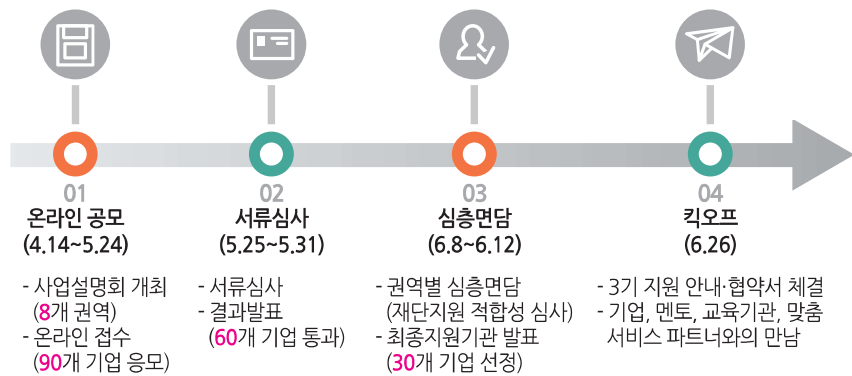 01
온라인 공모
(4.14~5.24)
- 사업설명회 개최
(8개 권역)
- 온라인 접수
(90개 기업 응모)
02
서류심사
(5.25~5.31)
- 서류심사
- 결과발표
(60개 기업 통과)
03
심층면담
(6.8~6.12)
- 권역별 심층면담
(재단지원 적합성 심사)
- 최종지원기관 발표
(30개 기업 선정)
04
킥오프
(6.26)
- 3기 지원 안내·협약서 체결
- 기업, 멘토, 교육기관, 맞춤
서비스 파트너와의 만남